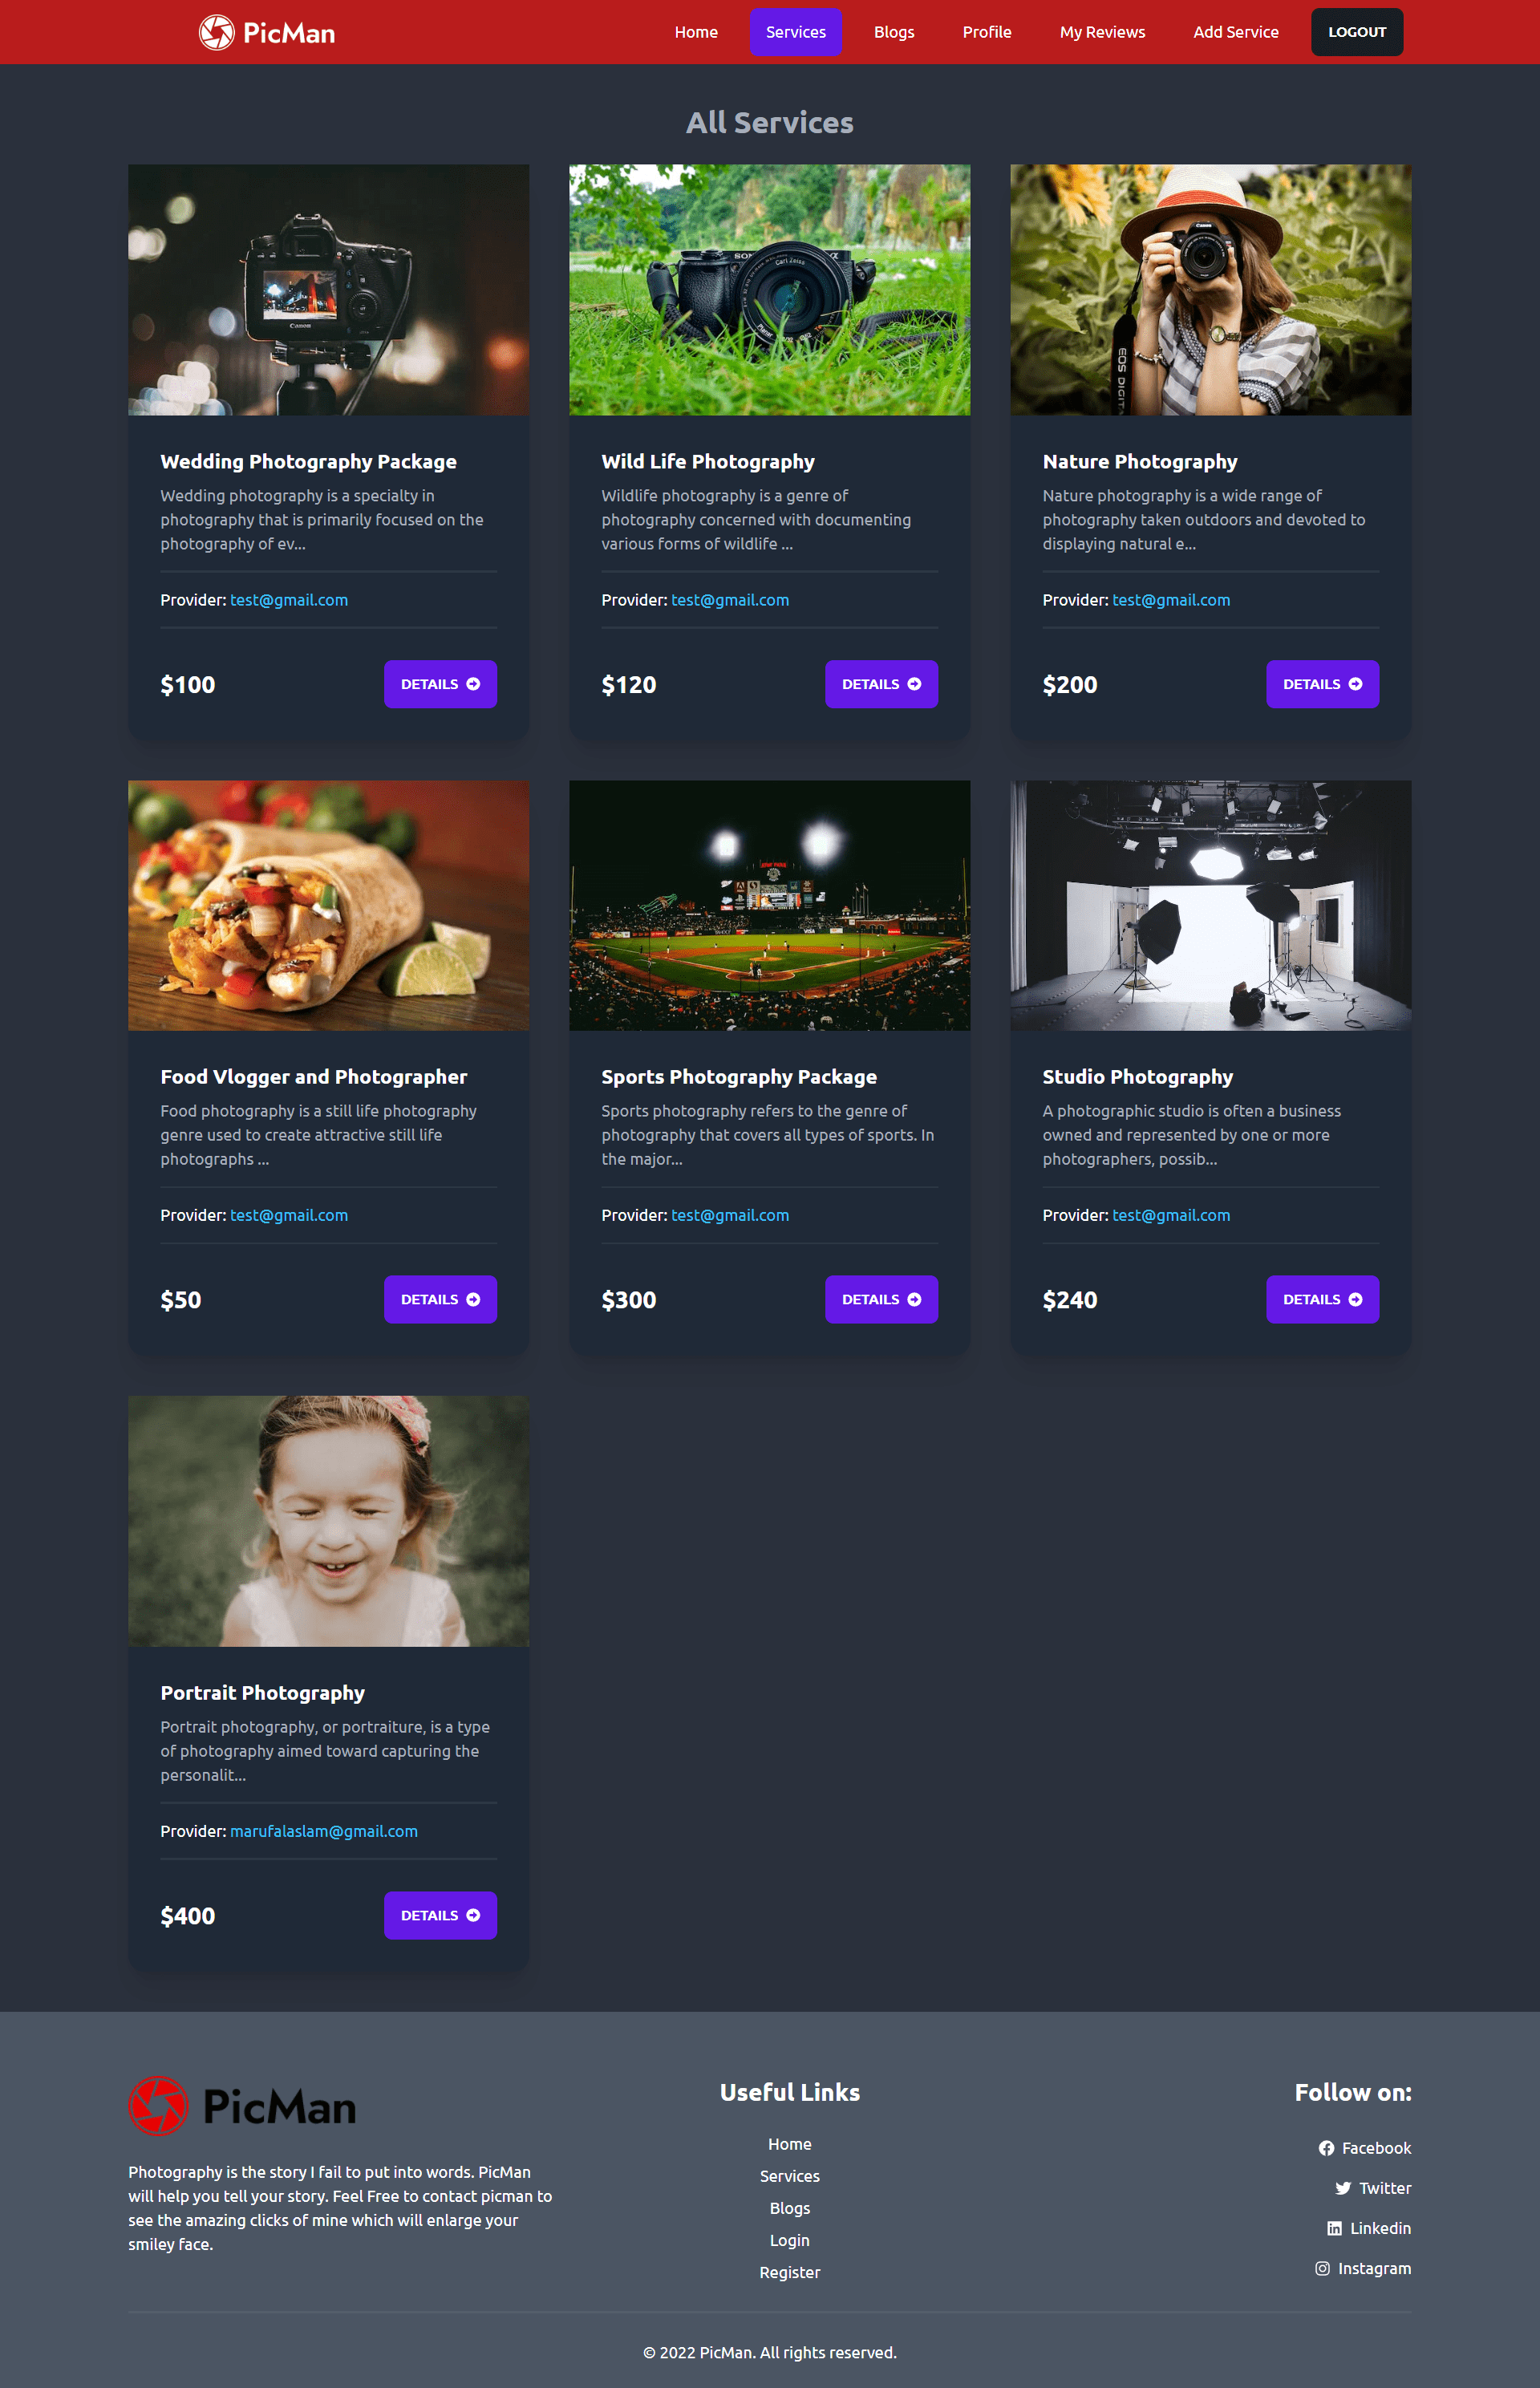 PicMan
Home
Services
Blogs
Profile
My Reviews
Add Service
LOGOUT
All Services
Canon
SON
α
Carl Zeiss
Canon
EOS DIGIT
Wedding Photography Package
Wedding photography is a specialty in
photography that is primarily focused on the
photography of ev...
Provider: test@gmail.com
$100
DETAILS
Wild Life Photography
Wildlife photography is a genre of
photography concerned with documenting
various forms of wildlife ...
Provider: test@gmail.com
$120
DETAILS
Nature Photography
Nature photography is a wide range of
photography taken outdoors and devoted to
displaying natural e...
Provider: test@gmail.com
$200
DETAILS
Food Vlogger and Photographer
Food photography is a still life photography
genre used to create attractive still life
photographs ...
Provider: test@gmail.com
$50
DETAILS
Sports Photography Package
Sports photography refers to the genre of
photography that covers all types of sports. In
the major...
Provider: test@gmail.com
$300
DETAILS
Studio Photography
A photographic studio is often a business
owned and represented by one or more
photographers, possib...
Provider: test@gmail.com
$240
DETAILS
Portrait Photography
Portrait photography, or portraiture, is a type
of photography aimed toward capturing the
personalit...
Provider: marufalaslam@gmail.com
$400
DETAILS
PicMan
Photography is the story I fail to put into words. PicMan
will help you tell your story. Feel Free to contact picman to
see the amazing clicks of mine which will enlarge your
smiley face.
Useful Links
Home
Services
Blogs
Login
Register
Follow on:
Facebook
Twitter
Linkedin
Instagram
© 2022 PicMan. All rights reserved.